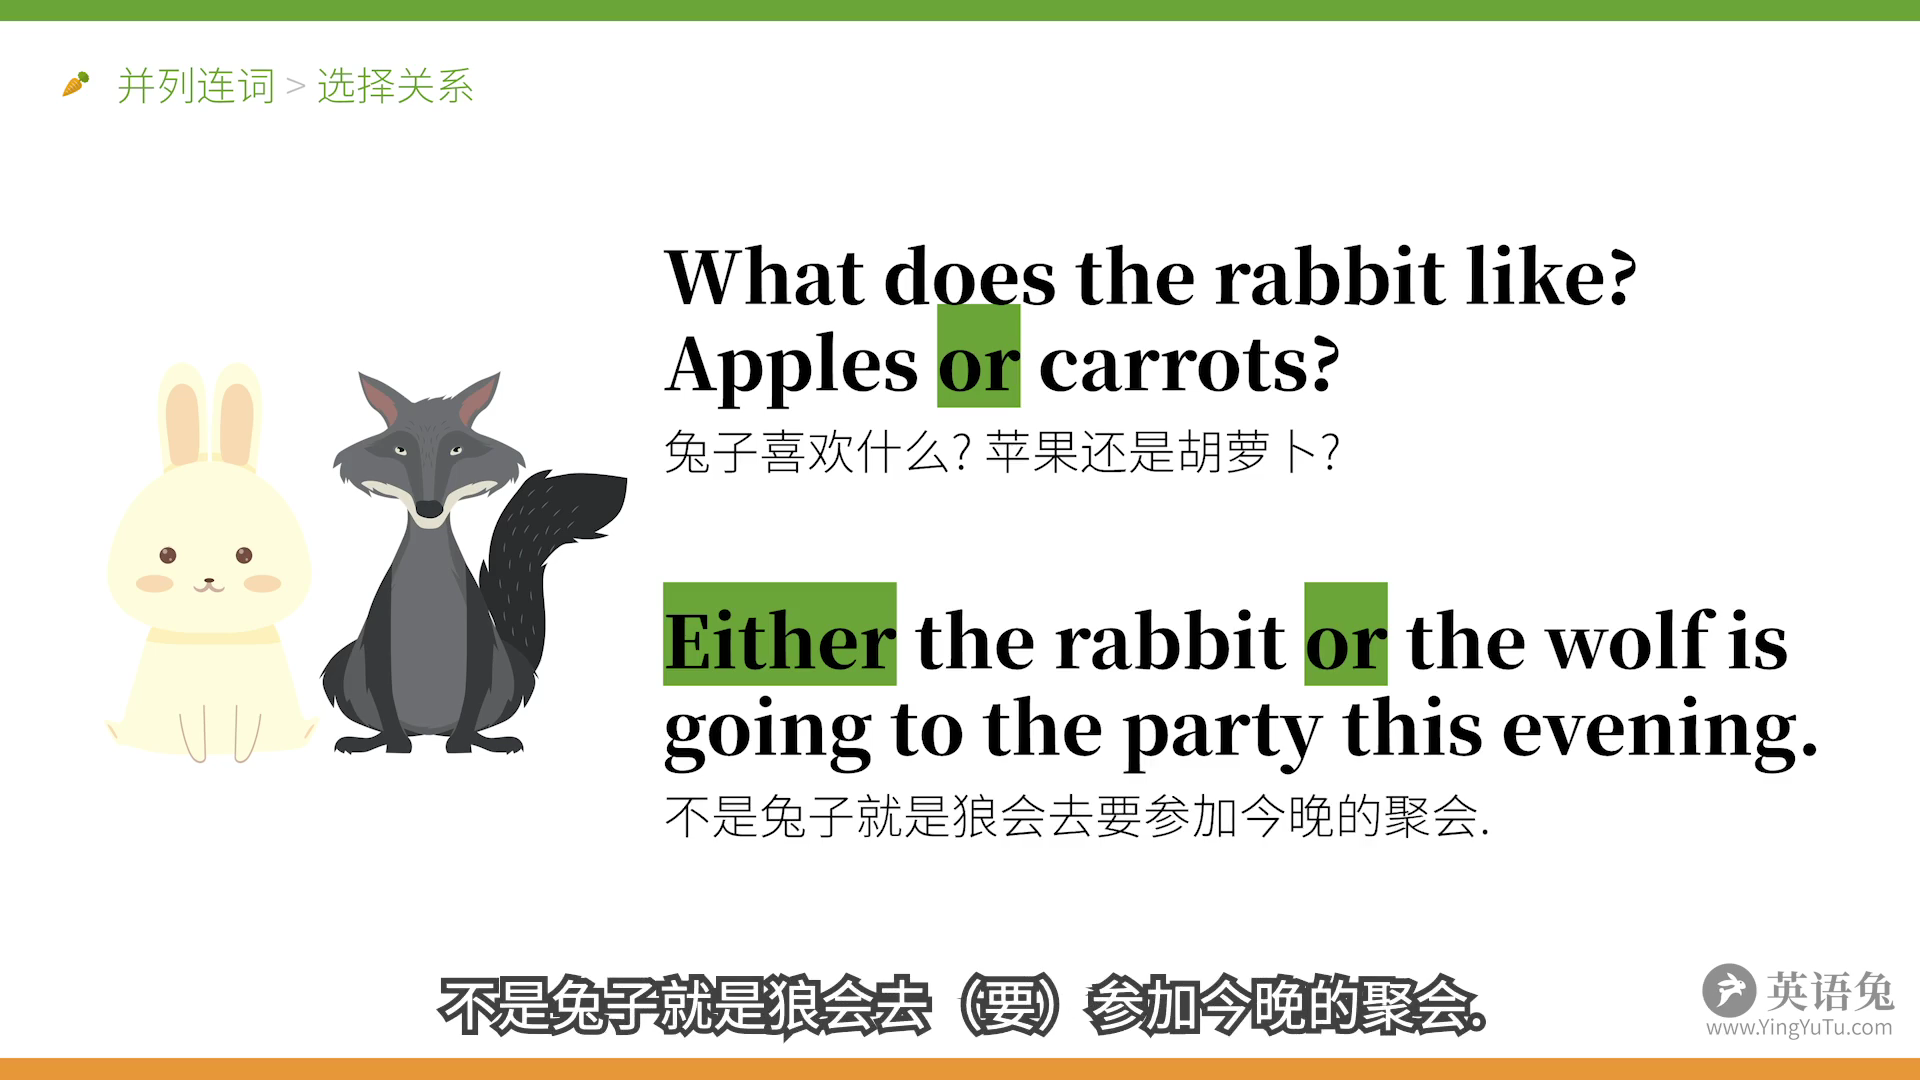 并列连词 > 选择关系
What does the rabbit like?
Apples or carrots?
兔子喜欢什么? 苹果还是胡萝卜?
Either the rabbit or the wolf is
going to the party this evening.
不是兔子就是狼会去要参加今晚的聚会.
不是兔子就是狼会去（要）参加今晚的聚会.
英语兔
www.YingYuTu.com